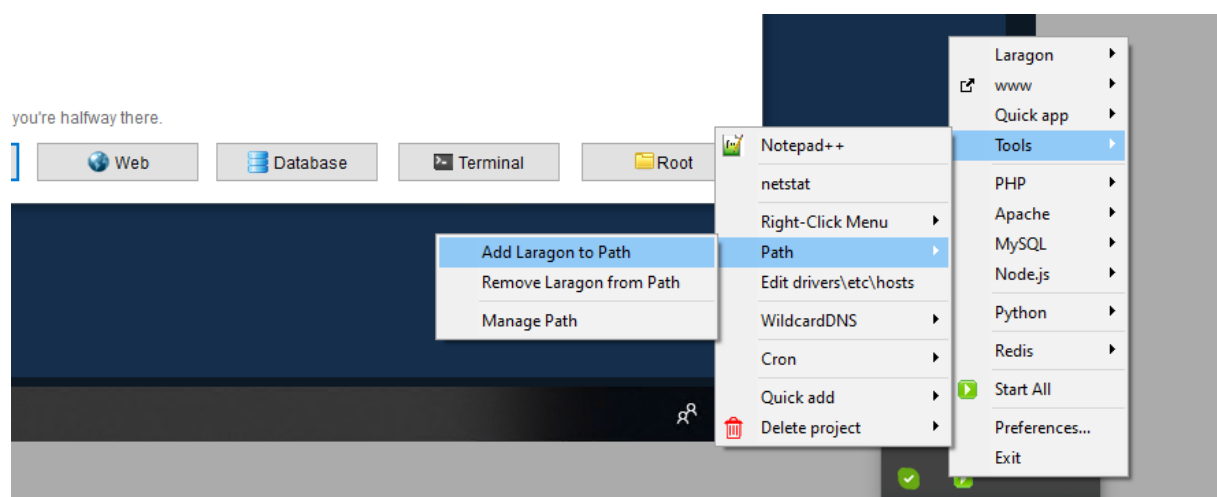 you're halfway there.
Web
Database
Terminal
Root
Add Laragon to Path
Remove Laragon from Path
Manage Path
Notepad++
netstat
Right-Click Menu
Path
Edit drivers\etc\hosts
WildcardDNS
Cron
Quick add
Delete project
Laragon
www
Quick app
Tools
PHP
Apache
MySQL
Node.js
Python
Redis
Start All
Preferences...
Exit